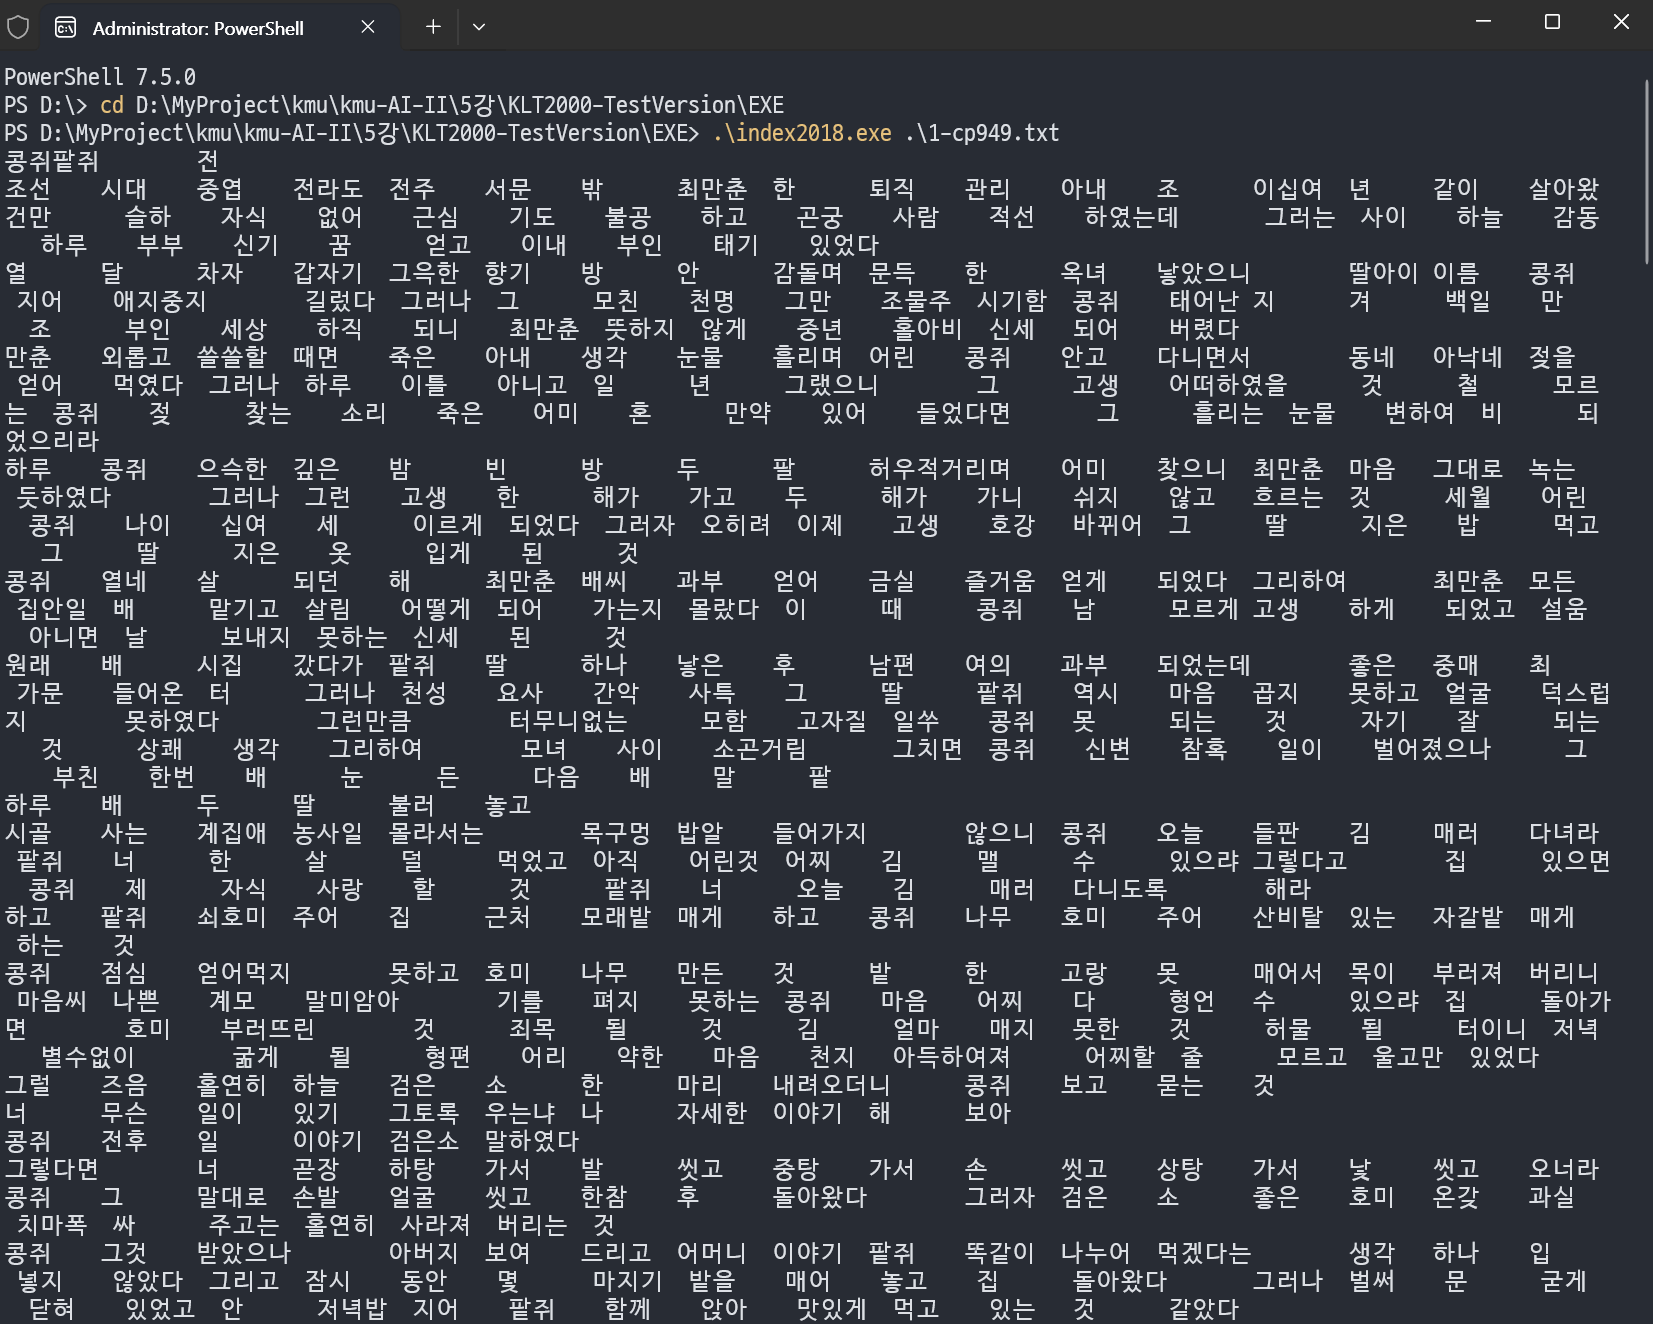 Administrator: PowerShell
PowerShell 7.5.0
PS D:\> cd D:\MyProject\kmu\kmu-AI-II\5강\KLT2000-TestVersion\EXE
PS D:\MyProject\kmu\kmu-AI-II\5강\KLT2000-TestVersion\EXE> .\index2018.exe .\1-cp949.txt
콩쥐팥쥐 전
조선 시대 중엽 전라도 전주 서문 밖 최만춘 한 퇴직 관리 아내 조 이십여 년 같이 살아왔
건만 슬하 자식 없어 근심 기도 불공 하고 곤궁 사람 적선 하였는데 그러는 사이 하늘 감동
하루 부부 신기 꿈 얻고 이내 부인 태기 있었다
열 달 차자 갑자기 그윽한 향기 방 안 감돌며 문득 한 옥녀 낳았으니 딸아이 이름 콩쥐
지어 애지중지 길렀다 그러나 그 모친 천명 그만 조물주 시기함 콩쥐 태어난 지 겨 백일 만
조 부인 세상 하직 되니 최만춘 뜻하지 않게 중년 홀아비 신세 되어 버렸다
만춘 외롭고 쓸쓸할 때면 죽은 아내 생각 눈물 흘리며 어린 콩쥐 안고 다니면서 동네 아낙네 젖을
얻어 먹였다 그러나 하루 이틀 아니고 일 년 그랬으니 그 고생 어떠하였을 것 철 모르
는 콩쥐 젖 찾는 소리 죽은 어미 혼 만약 있어 들었다면 그 흘리는 눈물 변하여 비 되
었으리라
하루 콩쥐 으슥한 깊은 밤 빈 방 두 팔 허우적거리며 어미 찾으니 최만춘 마음 그대로 녹는
듯하였다 그러나 그런 고생 한 해가 가고 두 해가 가니 쉬지 않고 흐르는 것 세월 어린
콩쥐 나이 십여 세 이르게 되었다 그러자 오히려 이제 고생 호강 바뀌어 그 딸 지은 밥 먹고
그 딸 지은 옷 입게 된 것
콩쥐 열네 살 되던 해 최만춘 배씨 과부 얻어 금실 즐거움 얻게 되었다 그리하여 최만춘 모든
집안일 배 맡기고 살림 어떻게 되어 가는지 몰랐다 이 때 콩쥐 남 모르게 고생 하게 되었고 설움
아니면 날 보내지 못하는 신세 된 것
원래 배 시집 갔다가 팥쥐 딸 하나 낳은 후 남편 여의 과부 되었는데 좋은 중매 최
가문 들어온 터 그러나 천성 요사 간악 사특 그 딸 팥쥐 역시 마음 곱지 못하고 얼굴 덕스럽
지 못하였다 그런만큼 터무니없는 모함 고자질 일쑤 콩쥐 못 되는 것 자기 잘 되는
것 상쾌 생각 그리하여 모녀 사이 소곤거림 그치면 콩쥐 신변 참혹 일이 벌어졌으나 그
부친 한번 배 눈 든 다음 배 말 팥
하루 배 두 딸 불러 놓고
시골 사는 계집애 농사일 몰라서는 목구멍 밥알 들어가지 않으니 콩쥐 오늘 들판 김 매러 다녀라
팥쥐 너 한 살 덜 먹었고 아직 어린것 어찌 김 맬 수 있으랴 그렇다고 집 있으면
콩쥐 제 자식 사랑 할 것 팥쥐 너 오늘 김 매러 다니도록 해라
하고 팥쥐 쇠호미 주어 집 근처 모래밭 매게 하고 콩쥐 나무 호미 주어 산비탈 있는 자갈밭 매게
하는 것
콩쥐 점심 얻어먹지 못하고 호미 나무 만든 것 밭 한 고랑 못 매어서 목이 부러져 버리니
마음씨 나쁜 계모 말미암아 기를 펴지 못하는 콩쥐 마음 어찌 다 형언 수 있으랴 집 돌아가
면 호미 부러뜨린 것 죄목 될 것 김 얼마 매지 못한 것 허물 될 터이니 저녁
별수없이 굶게 될 형편 어리 약한 마음 천지 아득하여져 어찌할 줄 모르고 울고만 있었다
그럴 즈음 홀연히 하늘 검은 소 한 마리 내려오더니 콩쥐 보고 묻는 것
너 무슨 일이 있기 그토록 우는냐 나 자세한 이야기 해 보아
콩쥐 전후 일 이야기 검은소 말하였다
그렇다면 너 곧장 하탕 가서 발 씻고 중탕 가서 손 씻고 상탕 가서 낯 씻고 오너라
콩쥐 그 말대로 손발 얼굴 씻고 한참 후 돌아왔다 그러자 검은 소 좋은 호미 온갖 과실
치마폭 싸 주고는 홀연히 사라져 버리는 것
콩쥐 그것 받았으나 아버지 보여 드리고 어머니 이야기 팥쥐 똑같이 나누어 먹겠다는 생각 하나 입
넣지 않았다 그리고 잠시 동안 몇 마지기 밭을 매어 놓고 집 돌아왔다 그러나 벌써 문 굳게
닫혀 있었고 안 저녁밥 지어 팥쥐 함께 앉아 맛있게 먹고 있는 것 같았다